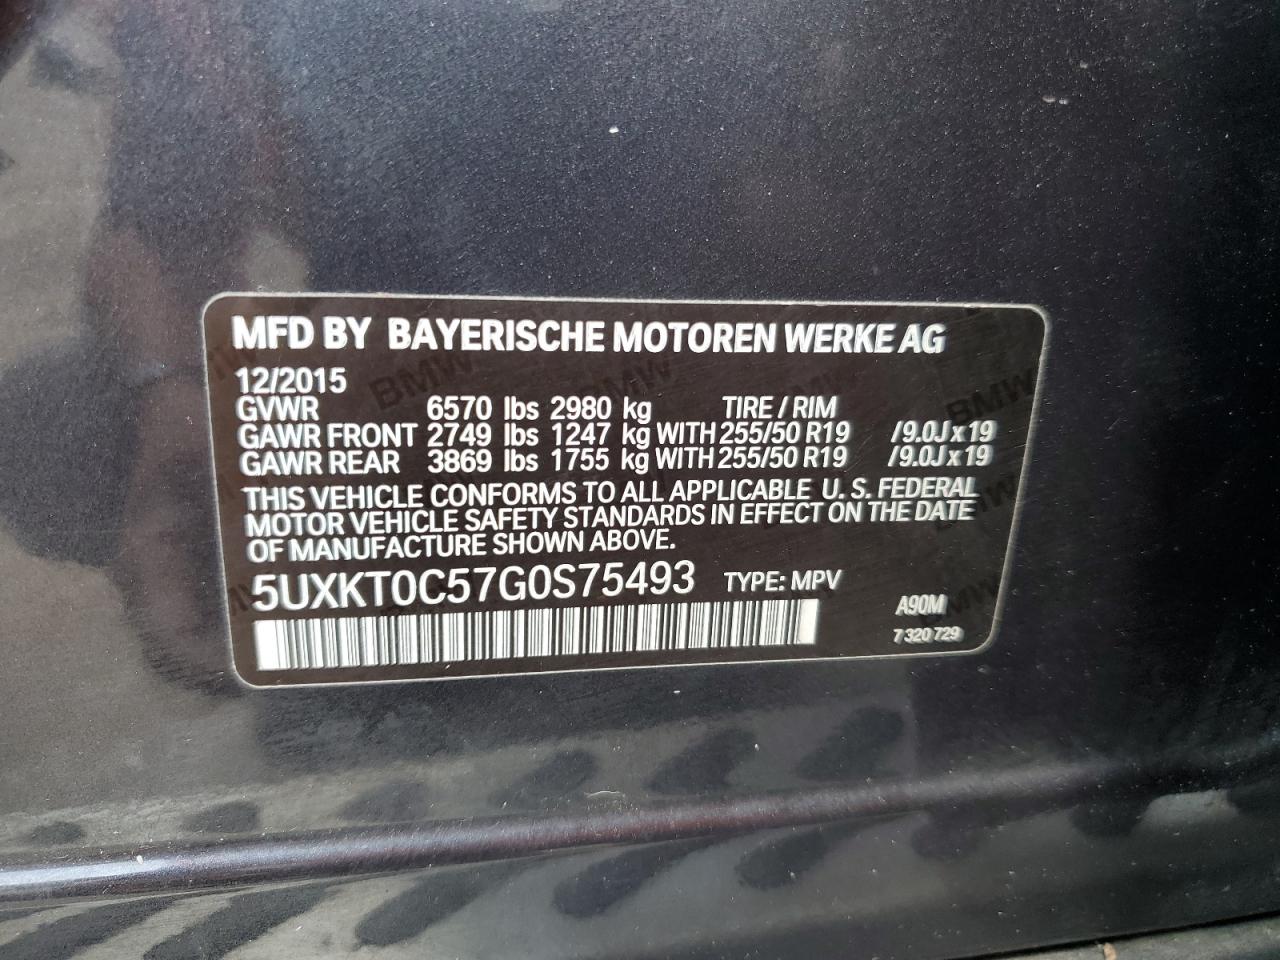 MFD BY BAYERISCHE MOTOREN WERKE AG
12/2015
GVWR 6570 lbs 2980 kg TIRE / RIM
GAWR FRONT 2749 lbs 1247 kg WITH 255/50 R19 /9.0J x 19
GAWR REAR 3869 lbs 1755 kg WITH 255/50 R19 /9.0J x 19
THIS VEHICLE CONFORMS TO ALL APPLICABLE U. S. FEDERAL
MOTOR VEHICLE SAFETY STANDARDS IN EFFECT ON THE DATE
OF MANUFACTURE SHOWN ABOVE.
5UXKT0C57G0S75493 TYPE: MPV
A90M
7 320 729
BMW
BMW
BMW